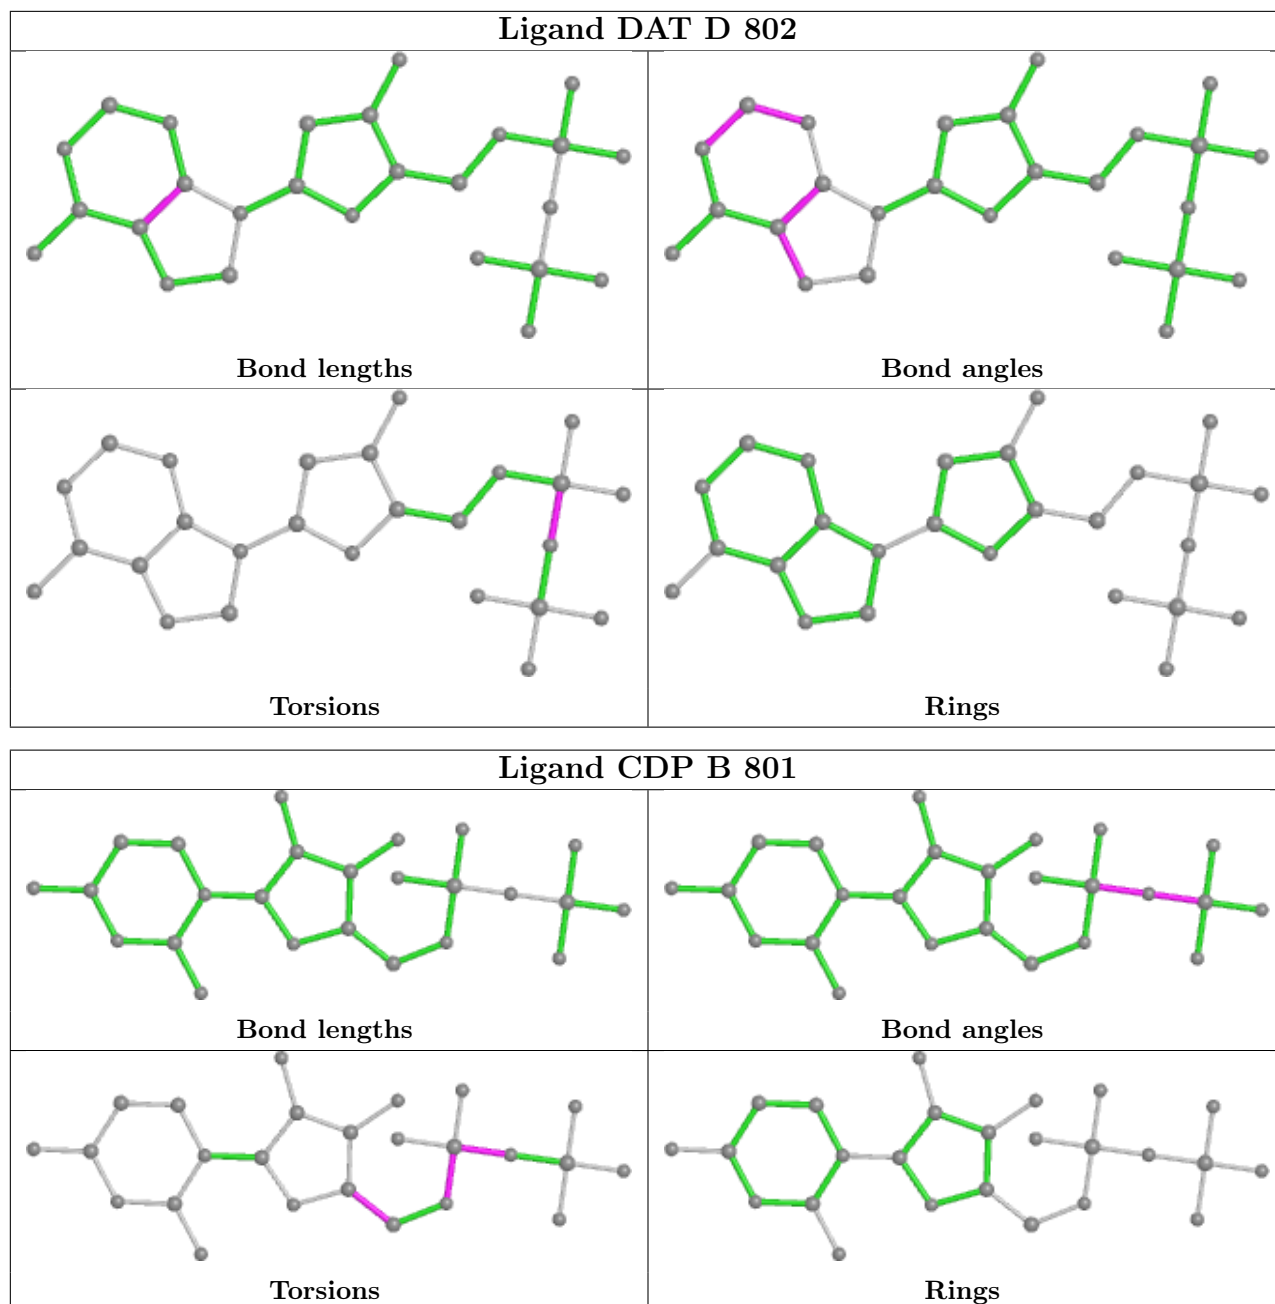 Ligand DAT D 802
Bond lengths
Bond angles
Torsions
Rings
Ligand CDP B 801
Bond lengths
Bond angles
Torsions
Rings